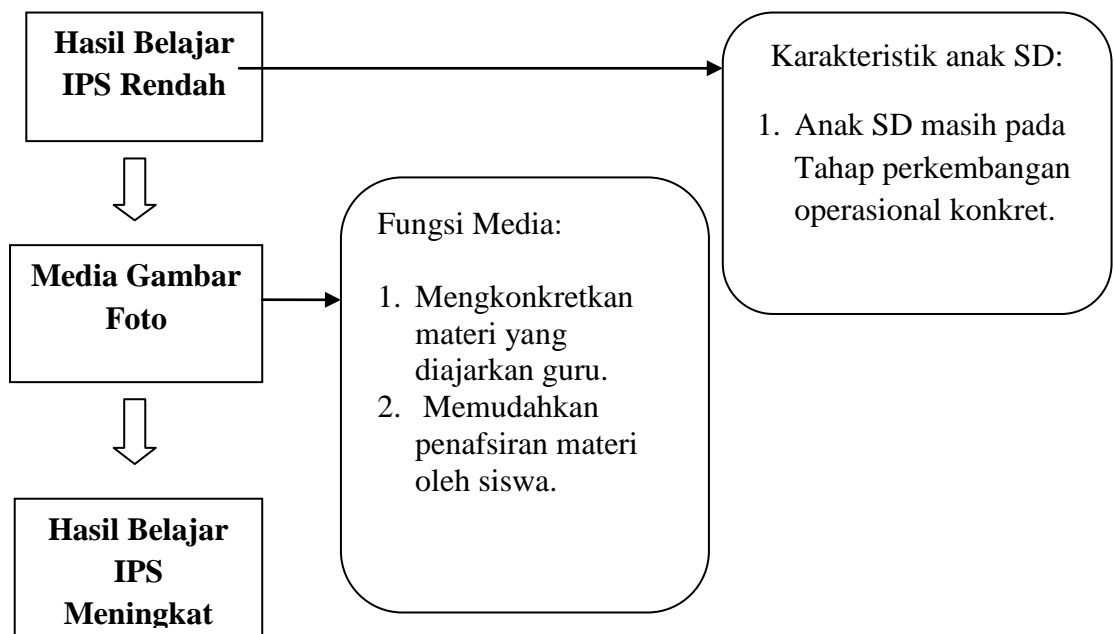 Hasil Belajar
IPS Rendah
Karakteristik anak SD:
1. Anak SD masih pada
Tahap perkembangan
operasional konkret.
Media Gambar
Foto
Fungsi Media:
1. Mengkonkretkan
materi yang
diajarkan guru.
2. Memudahkan
penafsiran materi
oleh siswa.
Hasil Belajar
IPS
Meningkat